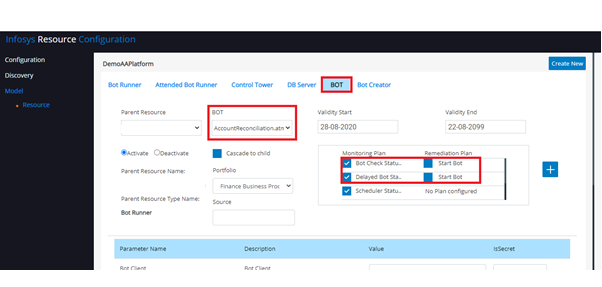 Infosys Resource Configuration
Configuration
Discovery
Model
Resource
DemoAAPlatform
Create New
Bot Runner Attended Bot Runner Control Tower DB Server BOT Bot Creator
Parent Resource
BOT
Validity Start
Validity End
AccountReconciliation.atm
28-08-2020
22-08-2099
Activate Deactivate
Cascade to child
Monitoring Plan Remediation Plan
Bot Check Statu.. Start Bot
Delayed Bot Sta.. Start Bot
Scheduler Status.. No Plan configured
Parent Resource Name:
Portfolio
Finance Business Proc
Parent Resource Type Name:
Source
Bot Runner
Parameter Name Description Value IsSecret
Bot Client Bot Client